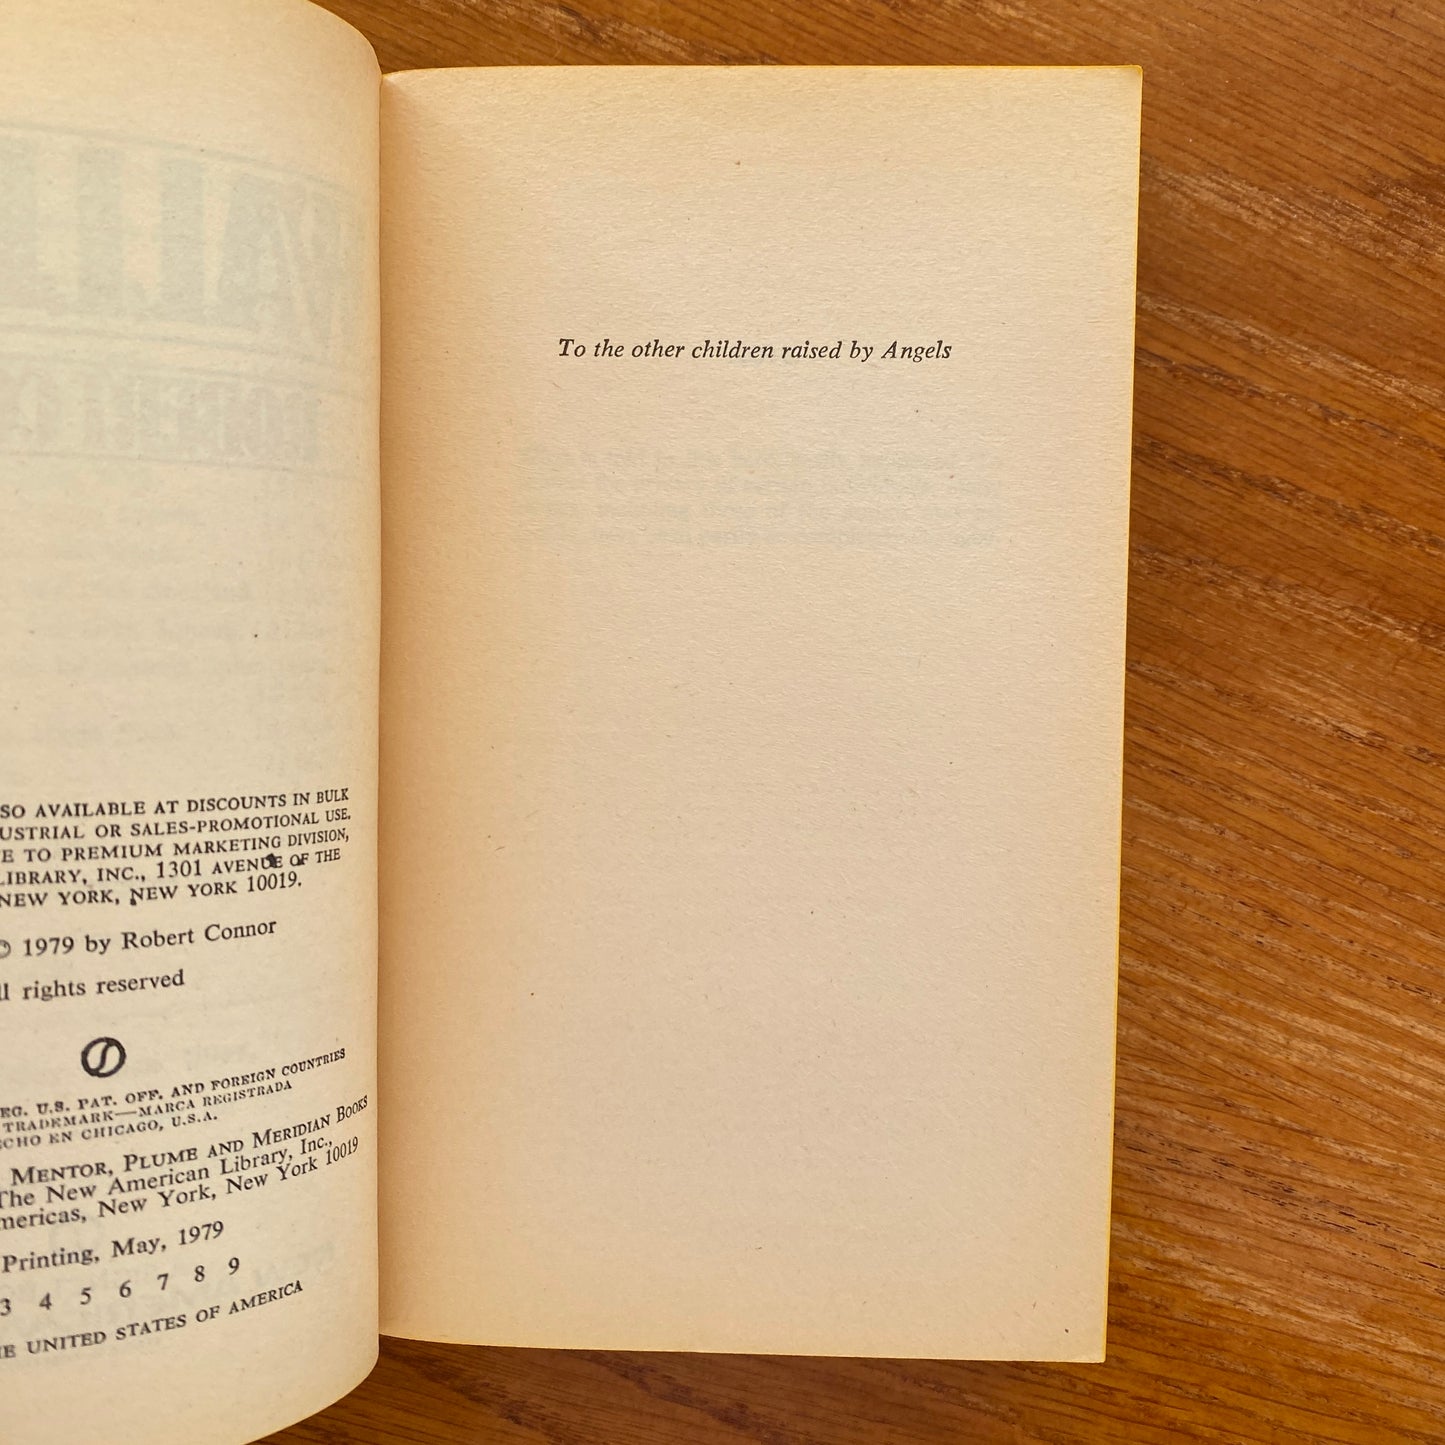 SO AVAILABLE AT DISCOUNTS IN BULK
USTRIAL OR SALES-PROMOTIONAL USE.
E TO PREMIUM MARKETING DIVISION,
LIBRARY, INC., 1301 AVENUE OF THE
NEW YORK, NEW YORK 10019.
© 1979 by Robert Connor
ll rights reserved
EG. U.S. PAT. OFF. AND FOREIGN COUNTRIES
TRADEMARK—MARCA REGISTRADA
ECHO EN CHICAGO, U.S.A.
MENTOR, PLUME AND MERIDIAN BOOKS
The New American Library, Inc.,
mericas, New York, New York 10019
Printing, May, 1979
3 4 5 6 7 8 9
HE UNITED STATES OF AMERICA
To the other children raised by Angels